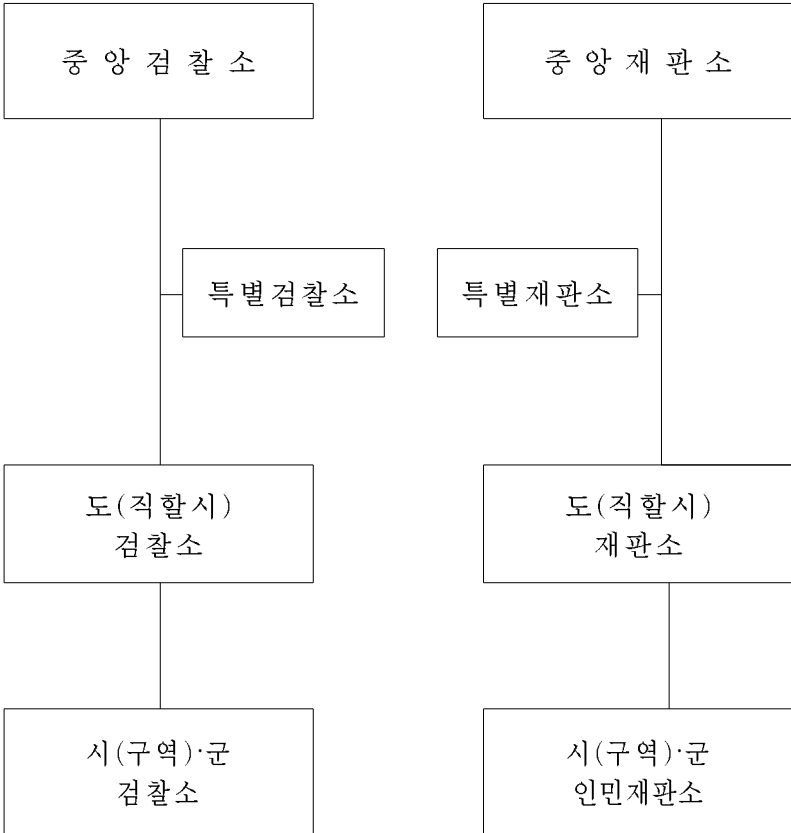 중앙검찰소
중앙재판소
특별검찰소
특별재판소
도(직할시)
검찰소
도(직할시)
재판소
시(구역)·군
검찰소
시(구역)·군
인민재판소